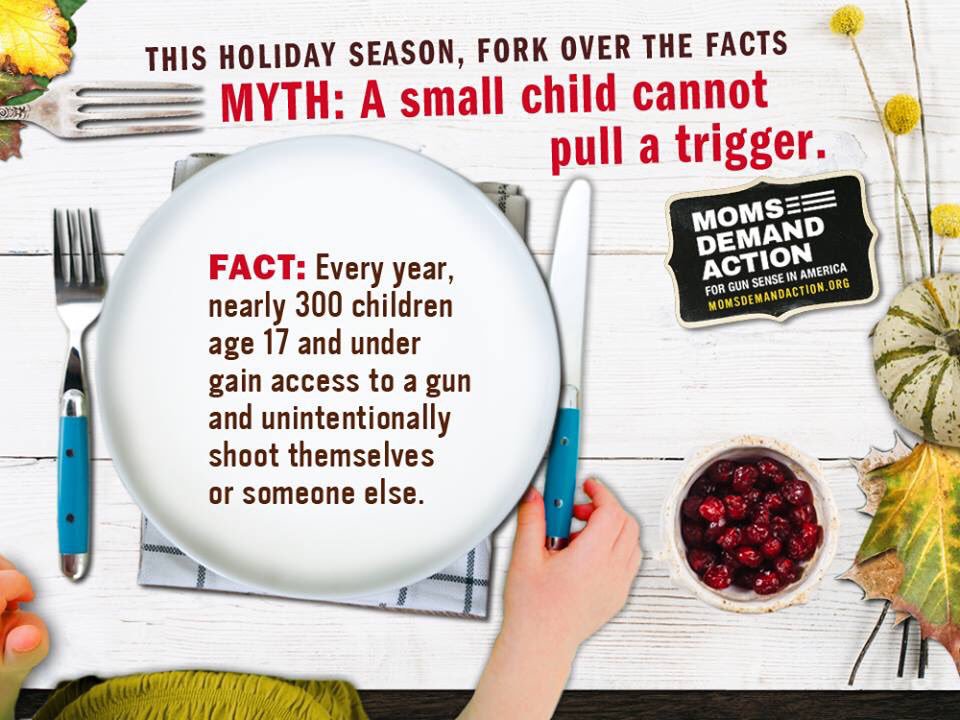 THIS HOLIDAY SEASON, FORK OVER THE FACTS
MYTH: A small child cannot
pull a trigger.
MOMS
DEMAND
ACTION
FOR GUN SENSE IN AMERICA
MOMSDEMANDACTION.ORG
FACT: Every year,
nearly 300 children
age 17 and under
gain access to a gun
and unintentionally
shoot themselves
or someone else.